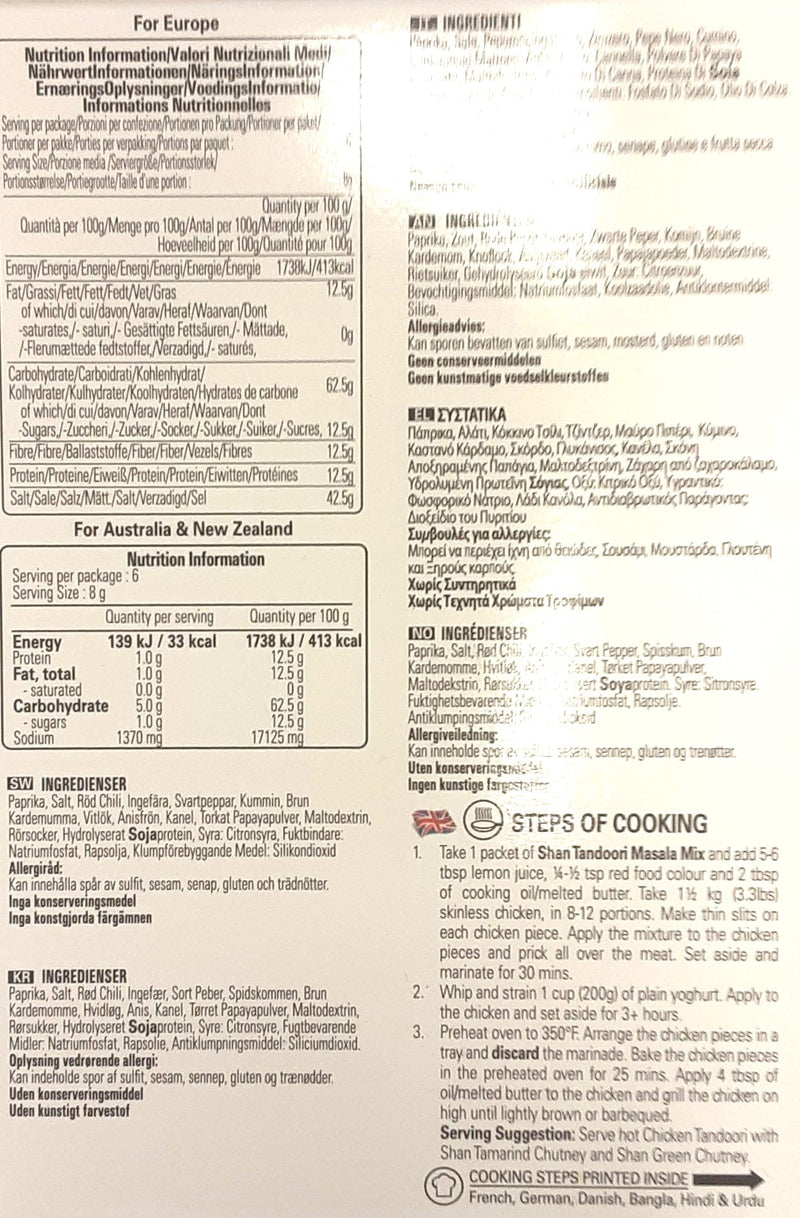 For Europe
Nutrition Information/Valori Nutrizionali Medi/
NährwertInformationen/NäringsInformation/
ErnæringsOplysninger/VoedingsInformatio/
Informations Nutritionnelles
Serving per package/Porzioni per confezione/Portionen pro Packung/Portioner per paket/
Portioner per pakke/Porties per verpakking/Portions par paquet :
Serving Size/Porzione media /Serviergröße/Portionsstorlek/
Portionsstørrelse/Portiegrootte/Taille d'une portion :
Quantity per 100 g/
Quantità per 100g/Menge pro 100g/Antal per 100g/Mængde per 100g/
Hoeveelheid per 100g/Quantité pour 100g
Energy/Energia/Energie/Energi/Energi/Energie/Énergie 1738kJ/413kcal
Fat/Grassi/Fett/Fett/Fedt/Vet/Gras 12.5g
of which/di cui/davon/Varav/Heraf/Waarvan/Dont
-saturates,/- saturi,/- Gesättigte Fettsäuren,/- Mättade, 0g
/-Flerumættede fedtstoffer,/Verzadigd,/- saturés,
Carbohydrate/Carboidrati/Kohlenhydrat/
Kolhydrater/Kulhydrater/Koolhydraten/Hydrates de carbone 62.5g
of which/di cui/davon/Varav/Heraf/Waarvan/Dont
-Sugars,/-Zuccheri,/-Zucker,/-Socker,/-Sukker,/-Suiker,/-Sucres, 12.5g
Fibre/Fibre/Ballaststoffe/Fiber/Fiber/Vezels/Fibres 12.5g
Protein/Proteine/Eiweiß/Protein/Protein/Eiwitten/Protéines 12.5g
Salt/Sale/Salz/Mätt./Salt/Verzadigd/Sel 42.5g
For Australia & New Zealand
Nutrition Information
Serving per package : 6
Serving Size : 8 g
Quantity per serving Quantity per 100 g
Energy 139 kJ / 33 kcal 1738 kJ / 413 kcal
Protein 1.0 g 12.5 g
Fat, total 1.0 g 12.5 g
- saturated 0.0 g 0 g
Carbohydrate 5.0 g 62.5 g
- sugars 1.0 g 12.5 g
Sodium 1370 mg 17125 mg
SW INGREDIENSER
Paprika, Salt, Röd Chili, Ingefära, Svartpeppar, Kummin, Brun
Kardemumma, Vitlök, Anisfrön, Kanel, Torkat Papayapulver, Maltodextrin,
Rörsocker, Hydrolyserat Sojaprotein, Syra: Citronsyra, Fuktbindare:
Natriumfosfat, Rapsolja, Klumpförebyggande Medel: Silikondioxid
Allergiråd:
Kan innehålla spår av sulfit, sesam, senap, gluten och trädnötter.
Inga konserveringsmedel
Inga konstgjorda färgämnen
KR INGREDIENSER
Paprika, Salt, Rød Chili, Ingefær, Sort Peber, Spidskommen, Brun
Kardemomme, Hvidløg, Anis, Kanel, Tørret Papayapulver, Maltodextrin,
Rørsukker, Hydrolyseret Sojaprotein, Syre: Citronsyre, Fugtbevarende
Midler: Natriumfosfat, Rapsolie, Antiklumpningsmiddel: Siliciumdioxid.
Oplysning vedrørende allergi:
Kan indeholde spor af sulfit, sesam, sennep, gluten og trænødder.
Uden konserveringsmiddel
Uden kunstigt farvestof
INGREDIENTI
Paprika, Sale, Pepe Nero, Cumino,
Cannella, Polvere Di Papaya
Di Canna, Proteina Di Soia
Fosfato Di Sodio, Olio Di Colza
senape, glutine e frutta secca
INGREDIËNTEN
Paprika, Zout, Rode Zwarte Peper, Komijn, Bruine
Kardemom, Knoflook, Kaneel, Papajapoeder, Maltodextrine,
Rietsuiker, Gehydrolyseerd Soja eiwit, Zuur: Citroenzuur,
Bevochtigingsmiddel: Natriumfosfaat, Koolzaadolie, Antiklontermiddel:
Silica.
Allergieadvies:
Kan sporen bevatten van sulfiet, sesam, mosterd, gluten en noten.
Geen conserveermiddelen
Geen kunstmatige voedselkleurstoffen
EL ΣΥΣΤΑΤΙΚΑ
Πάπρικα, Αλάτι, Κόκκινο Τσίλι, Τζίντζερ, Μαύρο Πιπέρι, Κύμινο,
Καστανό Κάρδαμο, Σκόρδο, Γλυκάνισος, Κανέλα, Σκόνη
Αποξηραμένης Παπάγια, Μαλτοδεξτρίνη, Ζάχαρη από ζαχαροκάλαμο,
Υδρολυμένη Πρωτεΐνη Σόγιας, Οξύ: Κιτρικό Οξύ, Υγραντικό:
Φωσφορικό Νάτριο, Λάδι Κανόλα, Αντιδιαβρωτικός Παράγοντας:
Διοξείδιο του Πυριτίου
Συμβουλές για αλλεργίες:
Μπορεί να περιέχει ίχνη από θειώδες, Σουσάμι, Μουστάρδα, Γλουτένη
και Ξηρούς καρπούς
Χωρίς Συντηρητικά
Χωρίς Τεχνητά Χρώματα Τροφίμων
NO INGRÉDIENSER
Paprika, Salt, Rød Chili, Svart Pepper, Spisskum, Brun
Kardemomme, Hvitløk, Kanel, Tørket Papayapulver,
Maltodekstrin, Rørsukker, Soyaprotein, Syre: Sitronsyre.
Fuktighetsbevarende Natriumfosfat, Rapsolje.
Antiklumpingsmiddel:
Allergiveiledning:
Kan inneholde spor av sesam, sennep, gluten og trenøtter.
Uten konserveringsmiddel
Ingen kunstige fargestoffer
STEPS OF COOKING
1. Take 1 packet of Shan Tandoori Masala Mix and add 5-6
tbsp lemon juice, ¼-½ tsp red food colour and 2 tbsp
of cooking oil/melted butter. Take 1½ kg (3.3lbs)
skinless chicken, in 8-12 portions. Make thin slits on
each chicken piece. Apply the mixture to the chicken
pieces and prick all over the meat. Set aside and
marinate for 30 mins.
2. Whip and strain 1 cup (200g) of plain yoghurt. Apply to
the chicken and set aside for 3+ hours.
3. Preheat oven to 350°F. Arrange the chicken pieces in a
tray and discard the marinade. Bake the chicken pieces
in the preheated oven for 25 mins. Apply 4 tbsp of
oil/melted butter to the chicken and grill the chicken on
high until lightly brown or barbequed.
Serving Suggestion: Serve hot Chicken Tandoori with
Shan Tamarind Chutney and Shan Green Chutney.
COOKING STEPS PRINTED INSIDE
French, German, Danish, Bangla, Hindi & Urdu